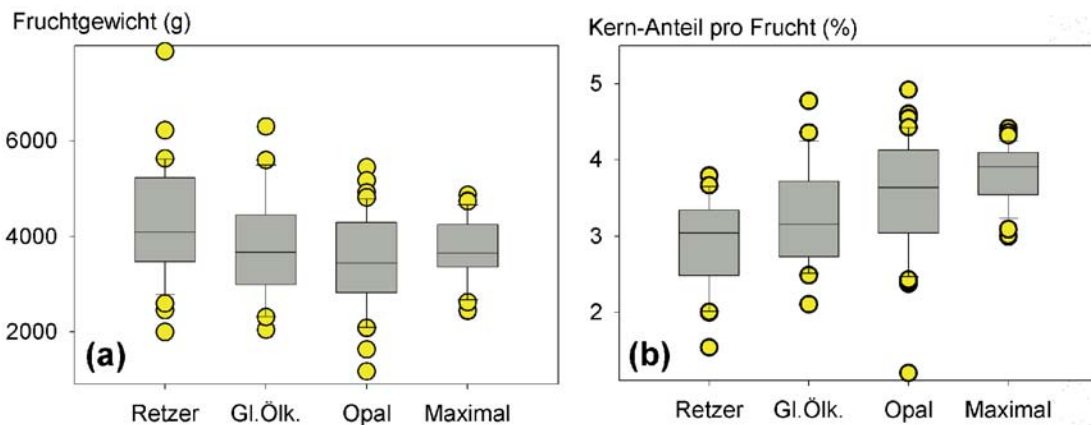 Fruchtgewicht (g)
6000
4000
2000
(a)
Retzer Gl.Ölk. Opal Maximal
Kern-Anteil pro Frucht (%)
5
4
3
2
(b)
Retzer Gl.Ölk. Opal Maximal